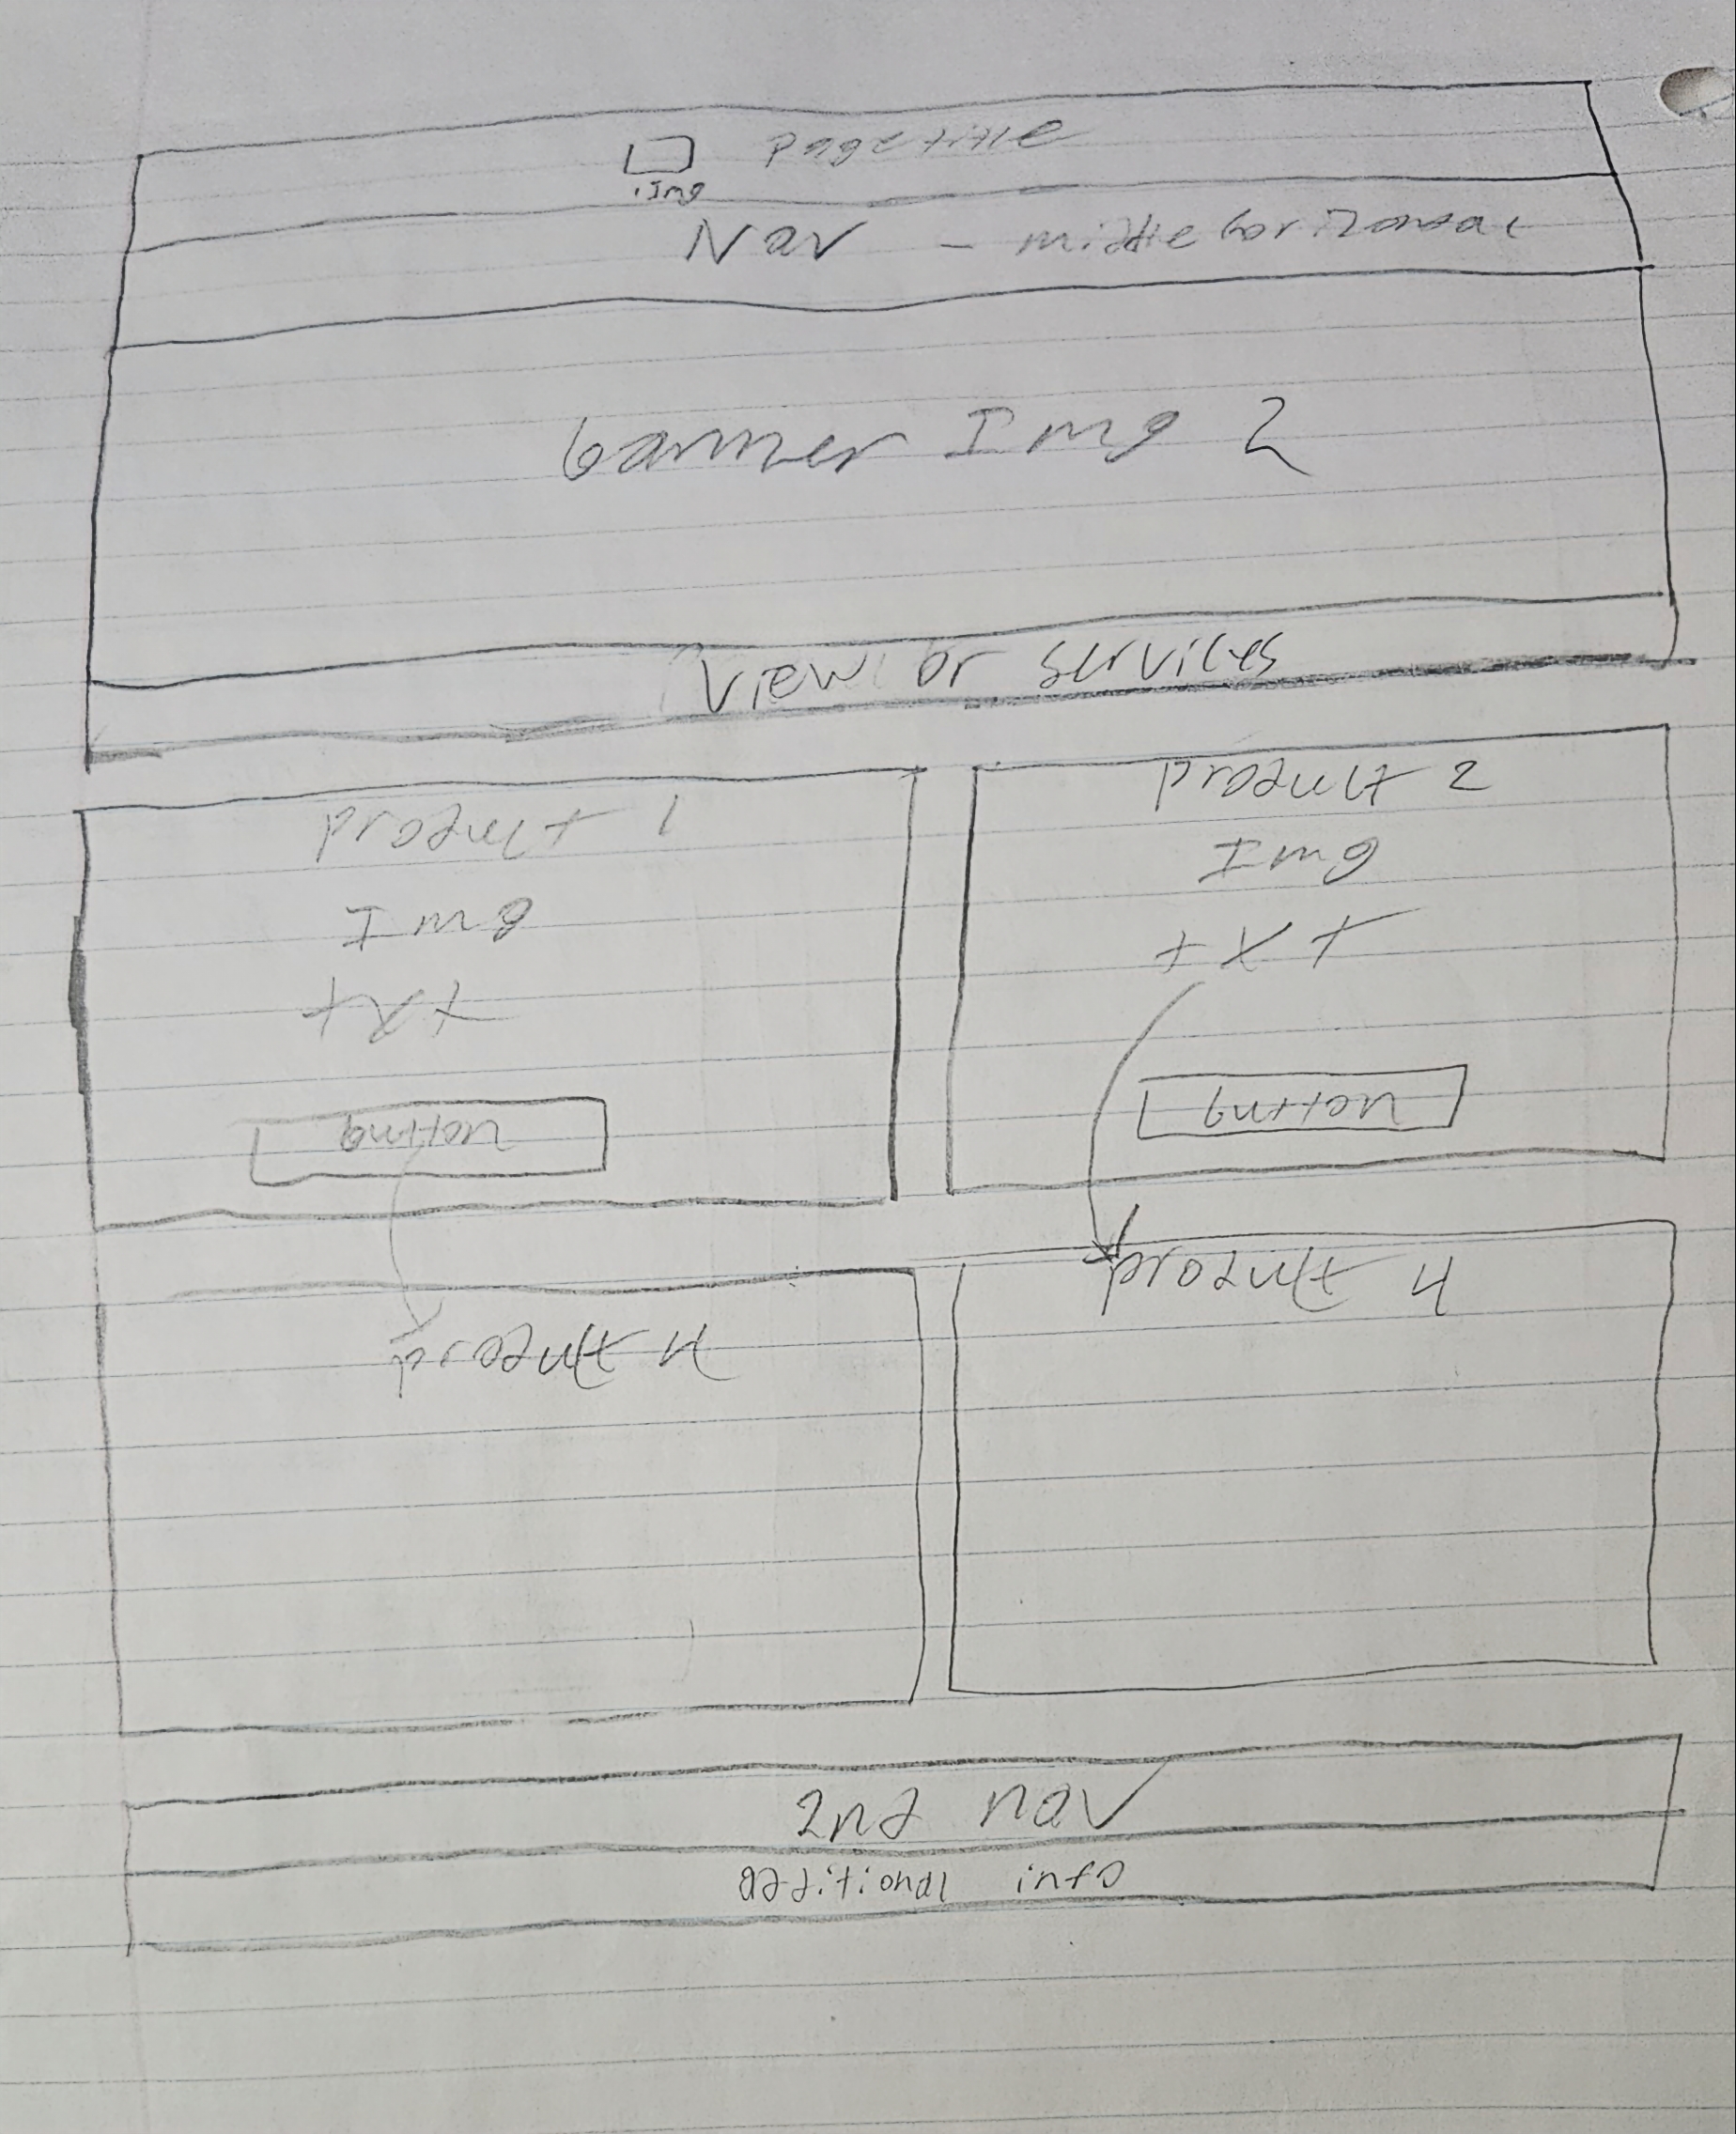 Page title
.Img
Nav - middle horizontal
banner Img 2
view or services
product 1
Img
txt
button
product 2
Img
txt
button
product 4
product 4
2nd nav
additional info